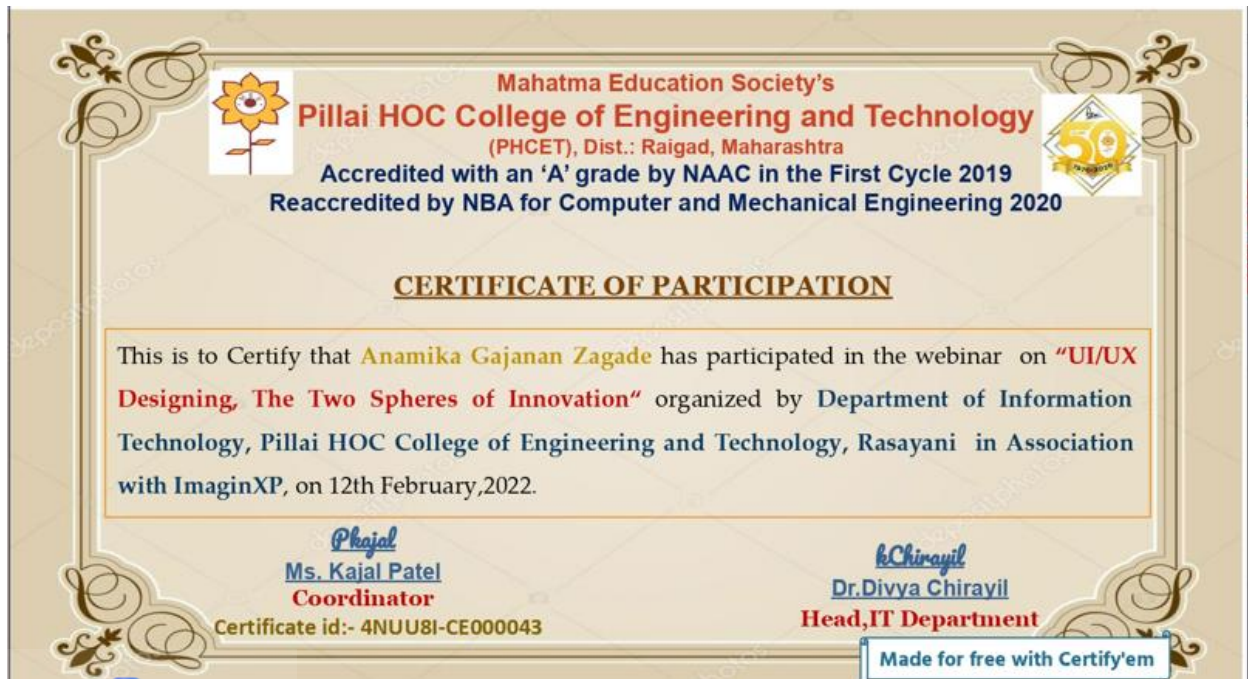 Mahatma Education Society's
Pillai HOC College of Engineering and Technology
(PHCET), Dist.: Raigad, Maharashtra
Accredited with an ‘A’ grade by NAAC in the First Cycle 2019
Reaccredited by NBA for Computer and Mechanical Engineering 2020
50
CERTIFICATE OF PARTICIPATION
This is to Certify that Anamika Gajanan Zagade has participated in the webinar on “UI/UX
Designing, The Two Spheres of Innovation“ organized by Department of Information
Technology, Pillai HOC College of Engineering and Technology, Rasayani in Association
with ImaginXP, on 12th February,2022.
Pkajal
Ms. Kajal Patel
Coordinator
Certificate id:- 4NUU8I-CE000043
kChirayil
Dr.Divya Chirayil
Head,IT Department
Made for free with Certify'em
depositphotos